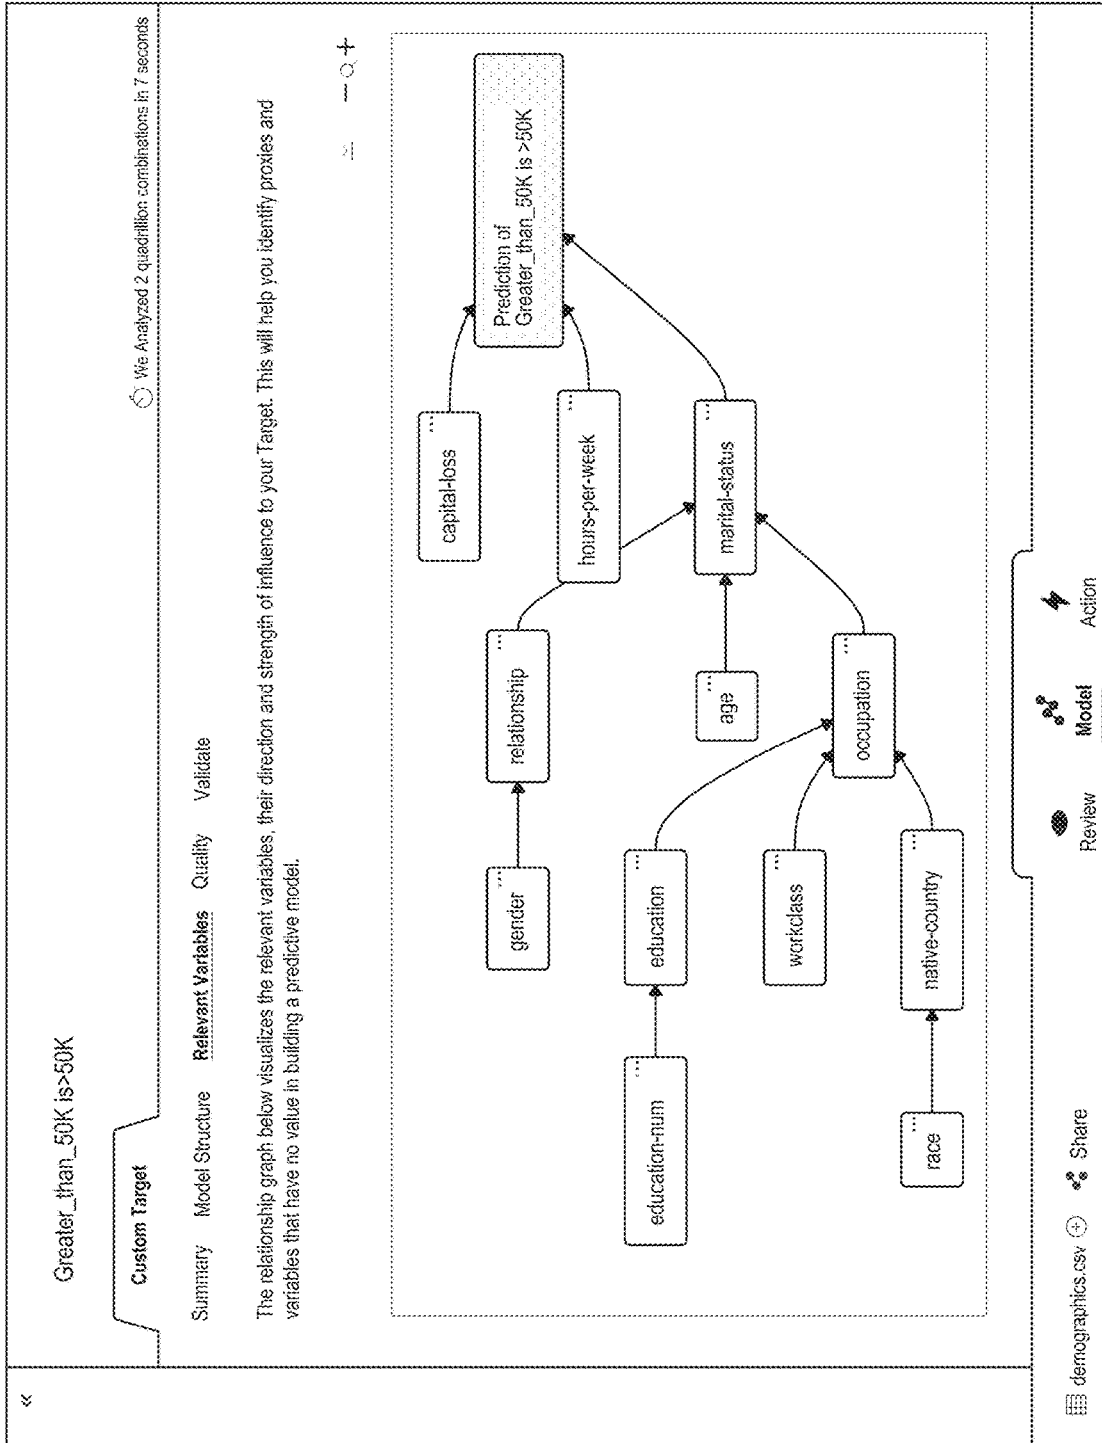 «
Greater_than_50K is>50K
Custom Target
We Analyzed 2 quadrillion combinations in 7 seconds
Summary Model Structure Relevant Variables Quality Validate
The relationship graph below visualizes the relevant variables, their direction and strength of influence to your Target. This will help you identify proxies and
variables that have no value in building a predictive model.
capital-loss
Prediction of
Greater_than_50K is >50K
gender
relationship
hours-per-week
education-num
education
age
marital-status
workclass
occupation
race
native-country
demographics.csv
Share
Review
Model
Action